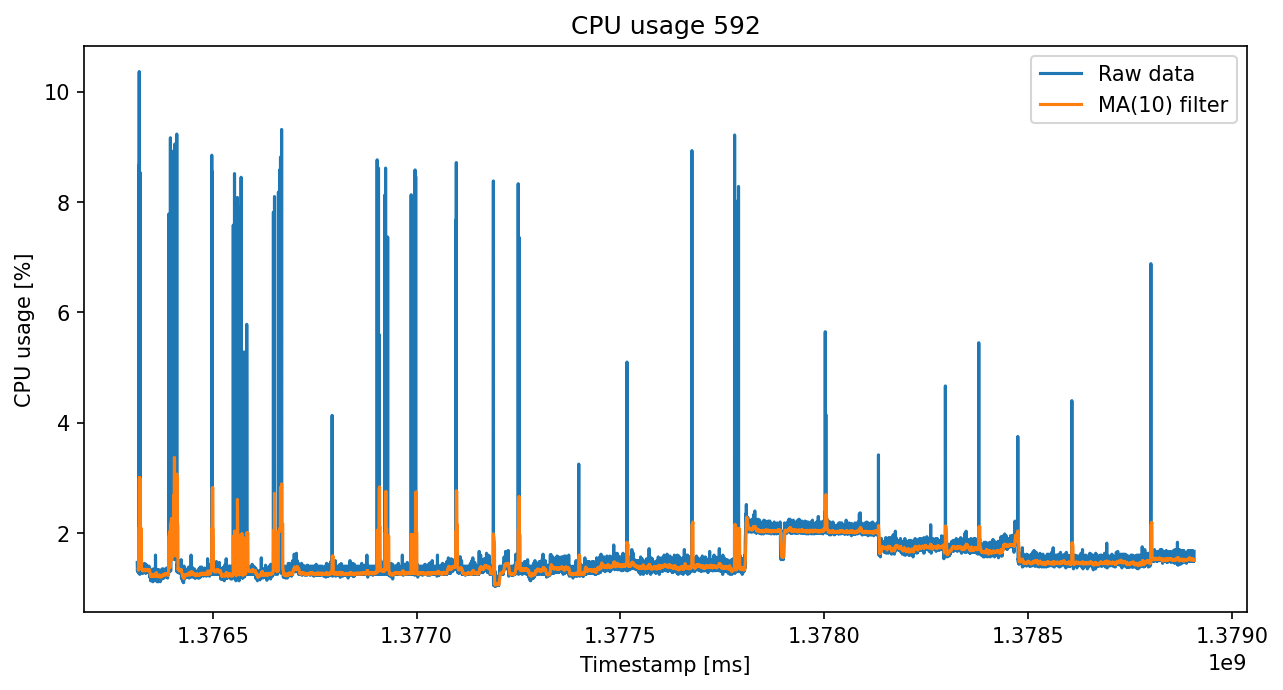 CPU usage 592
Raw data
MA(10) filter
CPU usage [%]
10
8
6
4
2
1.3765 1.3770 1.3775 1.3780 1.3785 1.3790
1e9
Timestamp [ms]